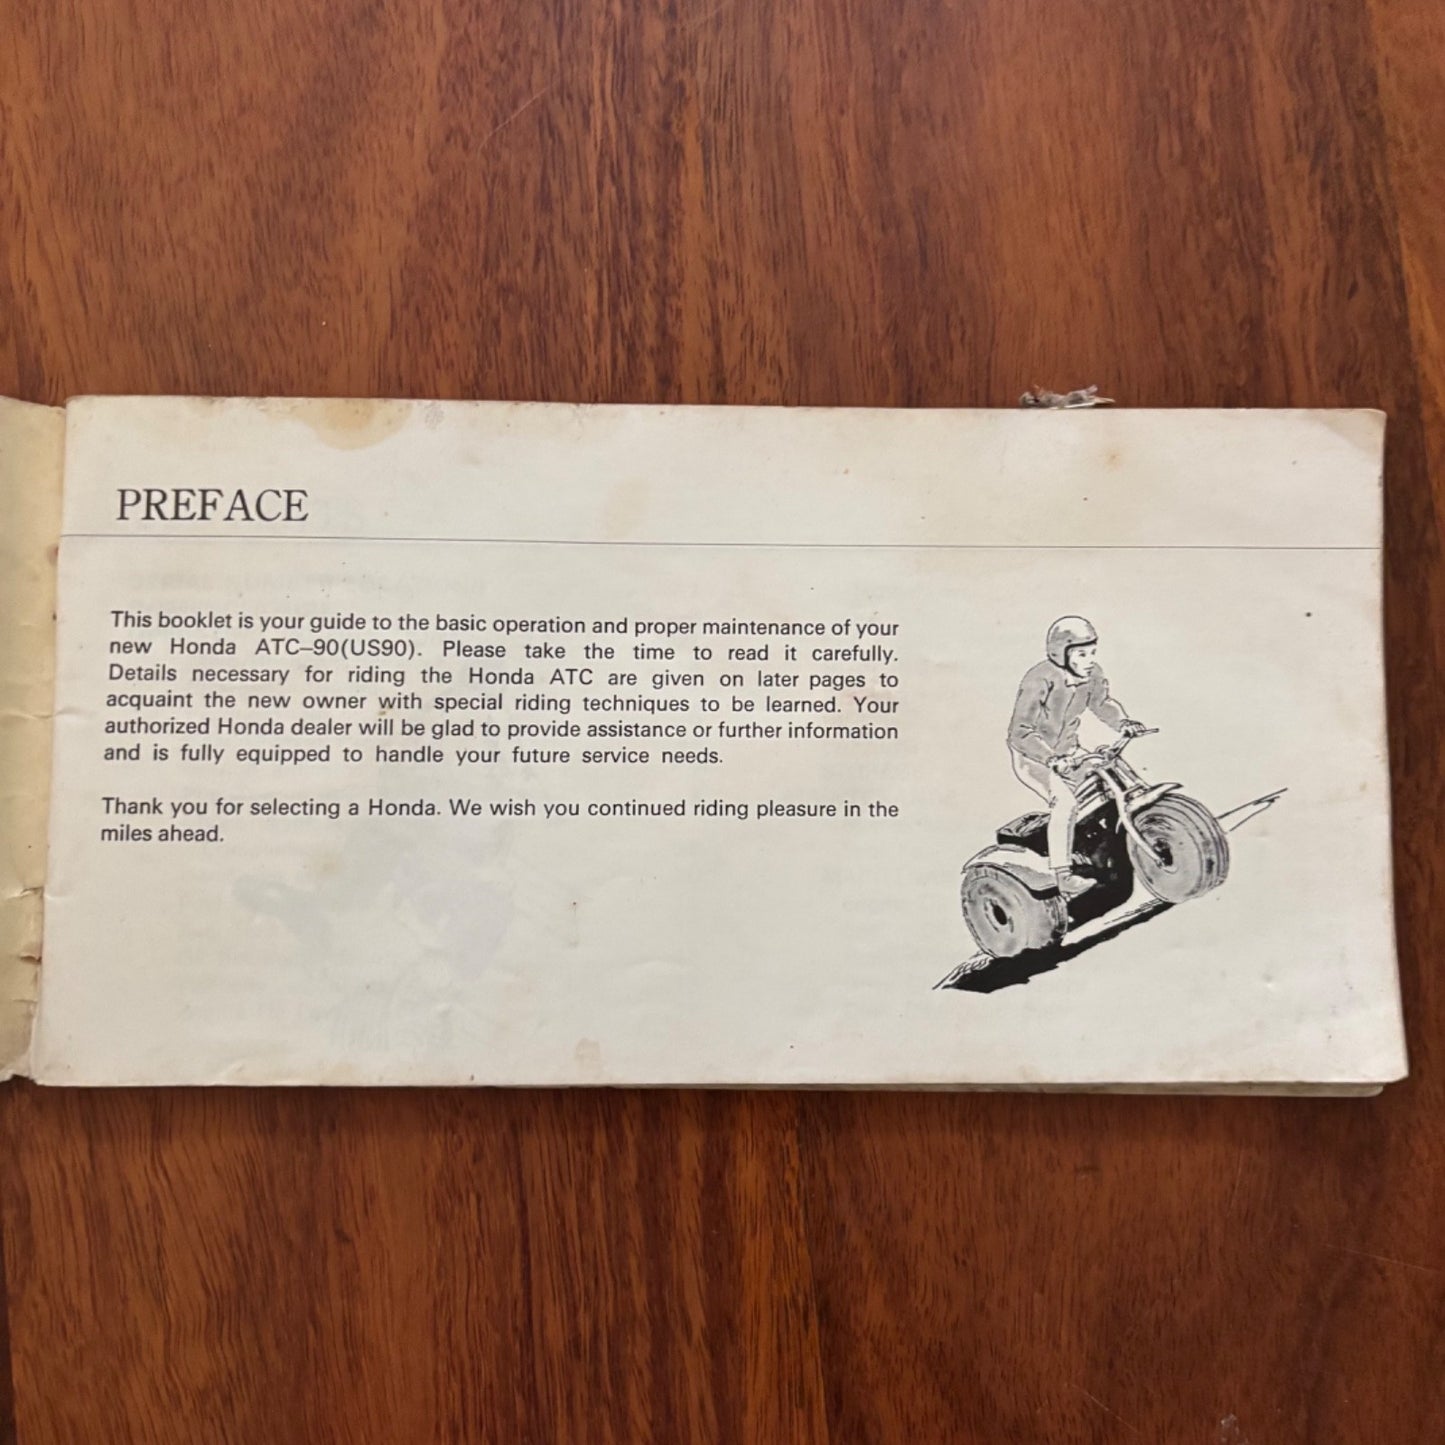 PREFACE
This booklet is your guide to the basic operation and proper maintenance of your
new Honda ATC–90(US90). Please take the time to read it carefully.
Details necessary for riding the Honda ATC are given on later pages to
acquaint the new owner with special riding techniques to be learned. Your
authorized Honda dealer will be glad to provide assistance or further information
and is fully equipped to handle your future service needs.
Thank you for selecting a Honda. We wish you continued riding pleasure in the
miles ahead.